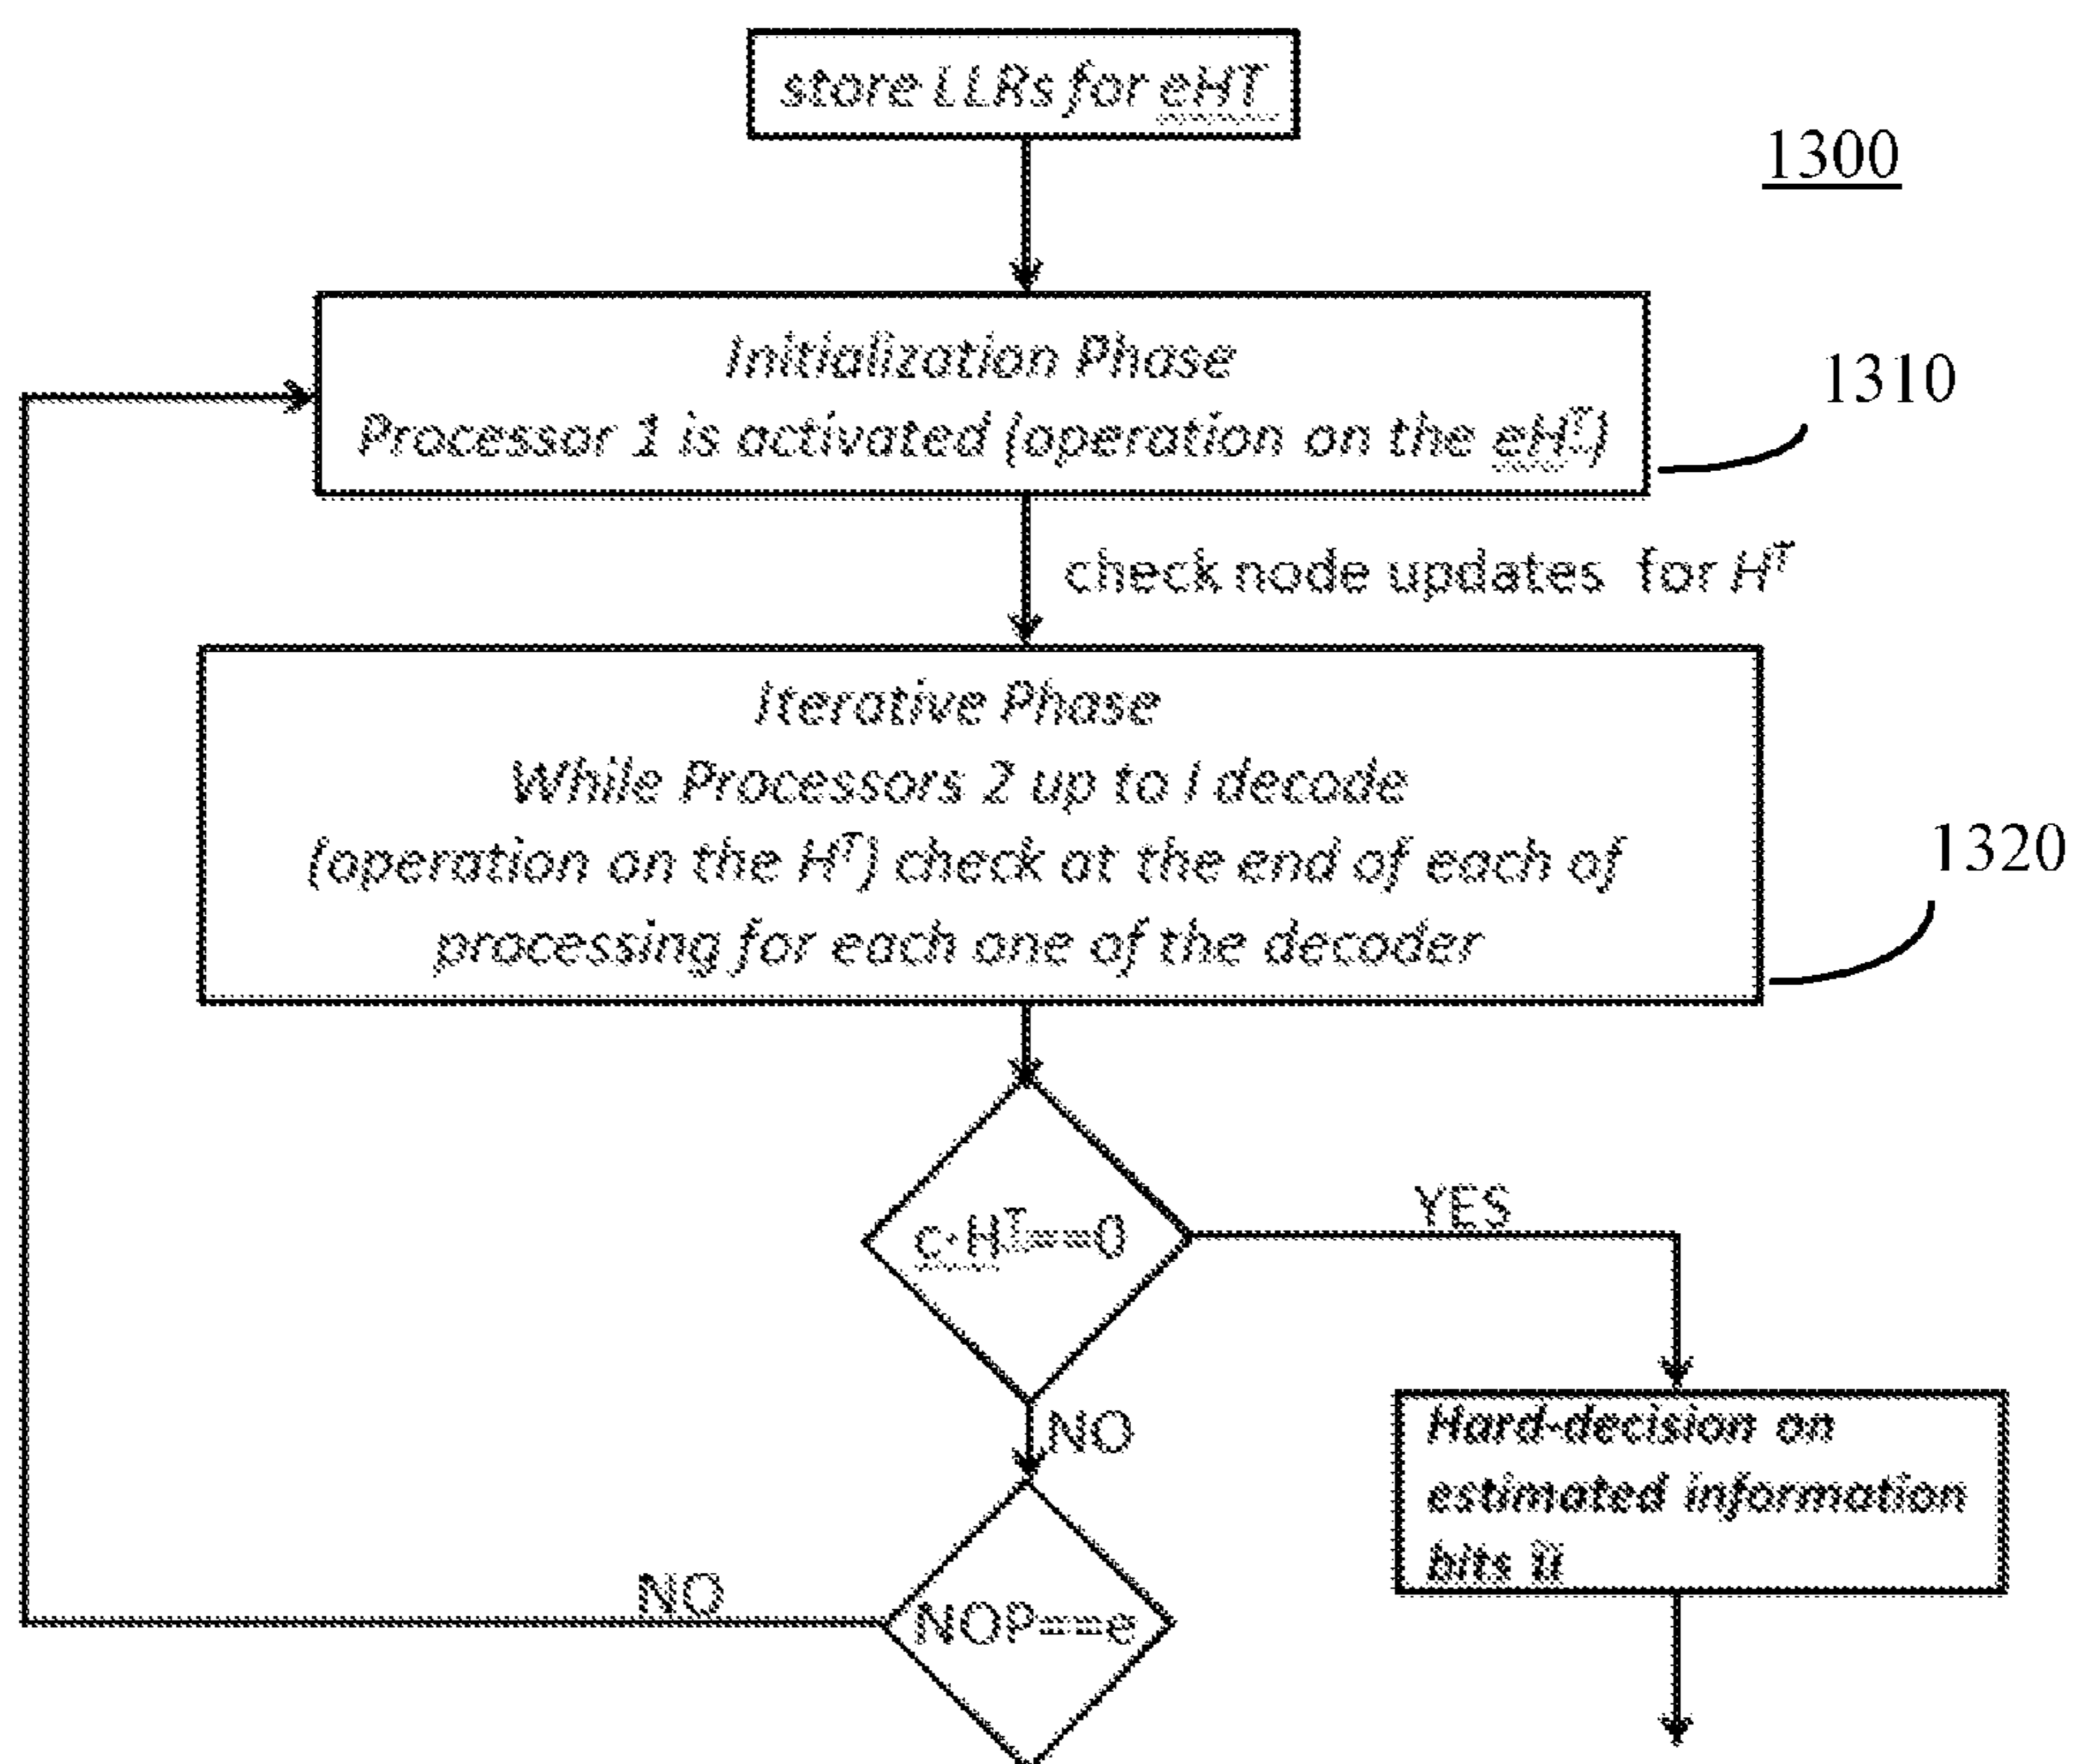 store LLRs for eHT
1300
Initialization Phase
Processor 1 is activated (operation on the eHᵀ)
1310
check node updates for Hᵀ
Iterative Phase
While Processors 2 up to I decode
(operation on the Hᵀ) check at the end of each of
processing for each one of the decoder
1320
c·Hᵀ==0
YES
NO
Hard-decision on
estimated information
bits
NOP==e
NO